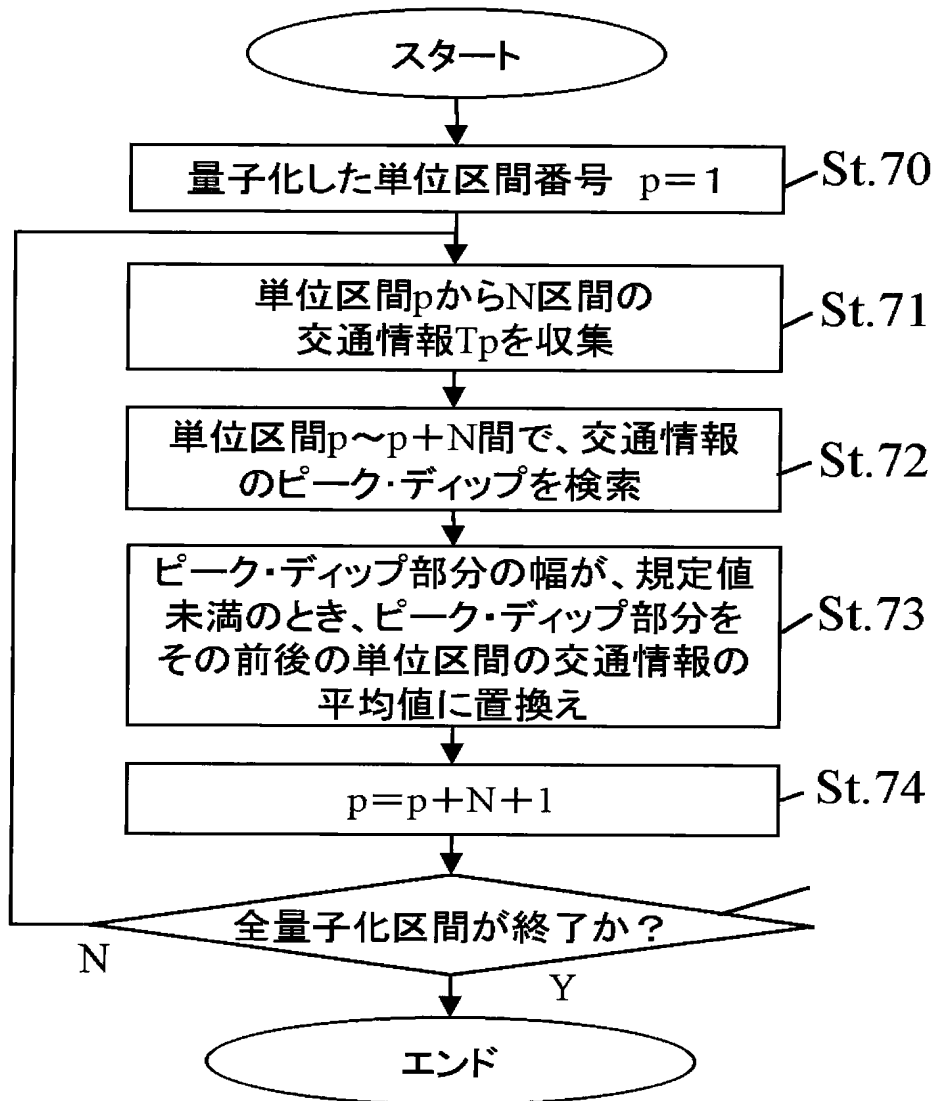 スタート
量子化した単位区間番号 p=1
St.70
単位区間pからN区間の
交通情報Tpを収集
St.71
単位区間p～p+N間で、交通情報
のピーク・ディップを検索
St.72
ピーク・ディップ部分の幅が、規定値
未満のとき、ピーク・ディップ部分を
その前後の単位区間の交通情報の
平均値に置換え
St.73
p=p+N+1
St.74
全量子化区間が終了か？
N
Y
エンド